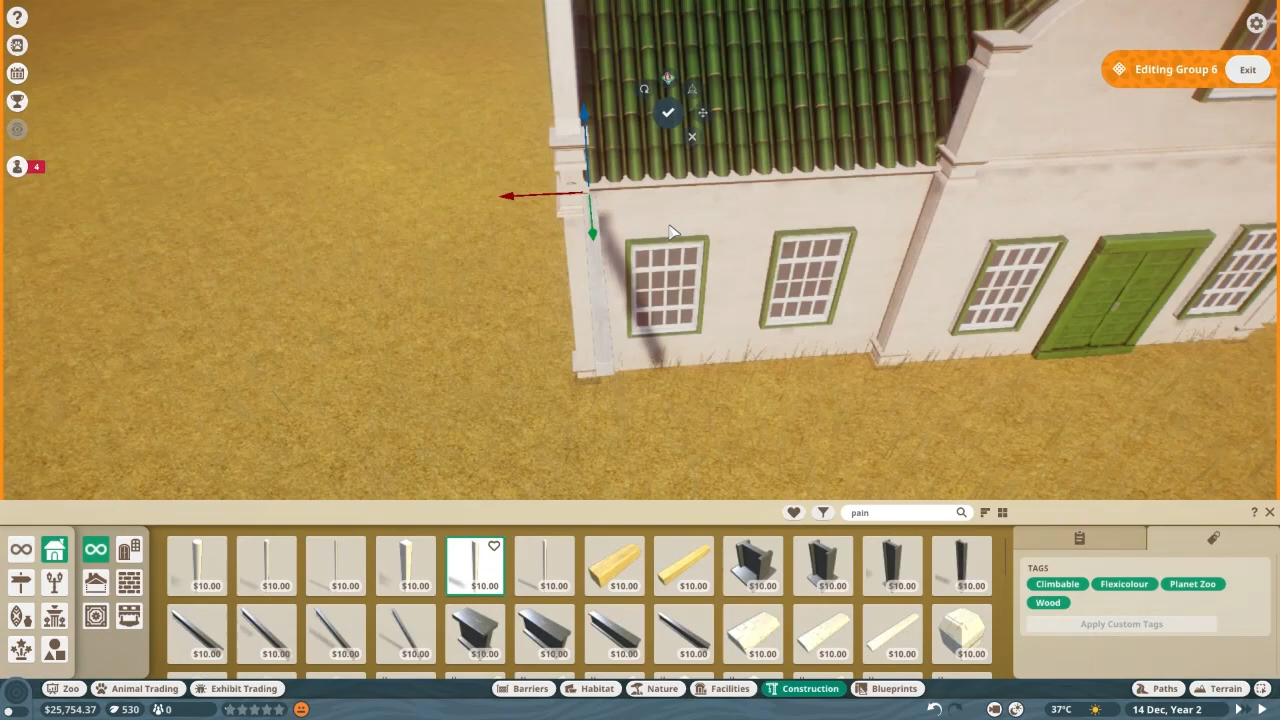 ?
Editing Group 6
Exit
4
pain
?
$10.00 $10.00 $10.00 $10.00 $10.00 $10.00 $10.00 $10.00 $10.00 $10.00 $10.00 $10.00
$10.00 $10.00 $10.00 $10.00 $10.00 $10.00 $10.00 $10.00 $10.00 $10.00 $10.00 $10.00
TAGS
Climbable Flexicolour Planet Zoo
Wood
Apply Custom Tags
Zoo Animal Trading Exhibit Trading Barriers Habitat Nature Facilities Construction Blueprints Paths Terrain
$25,754.37 530 0 37°C 14 Dec, Year 2